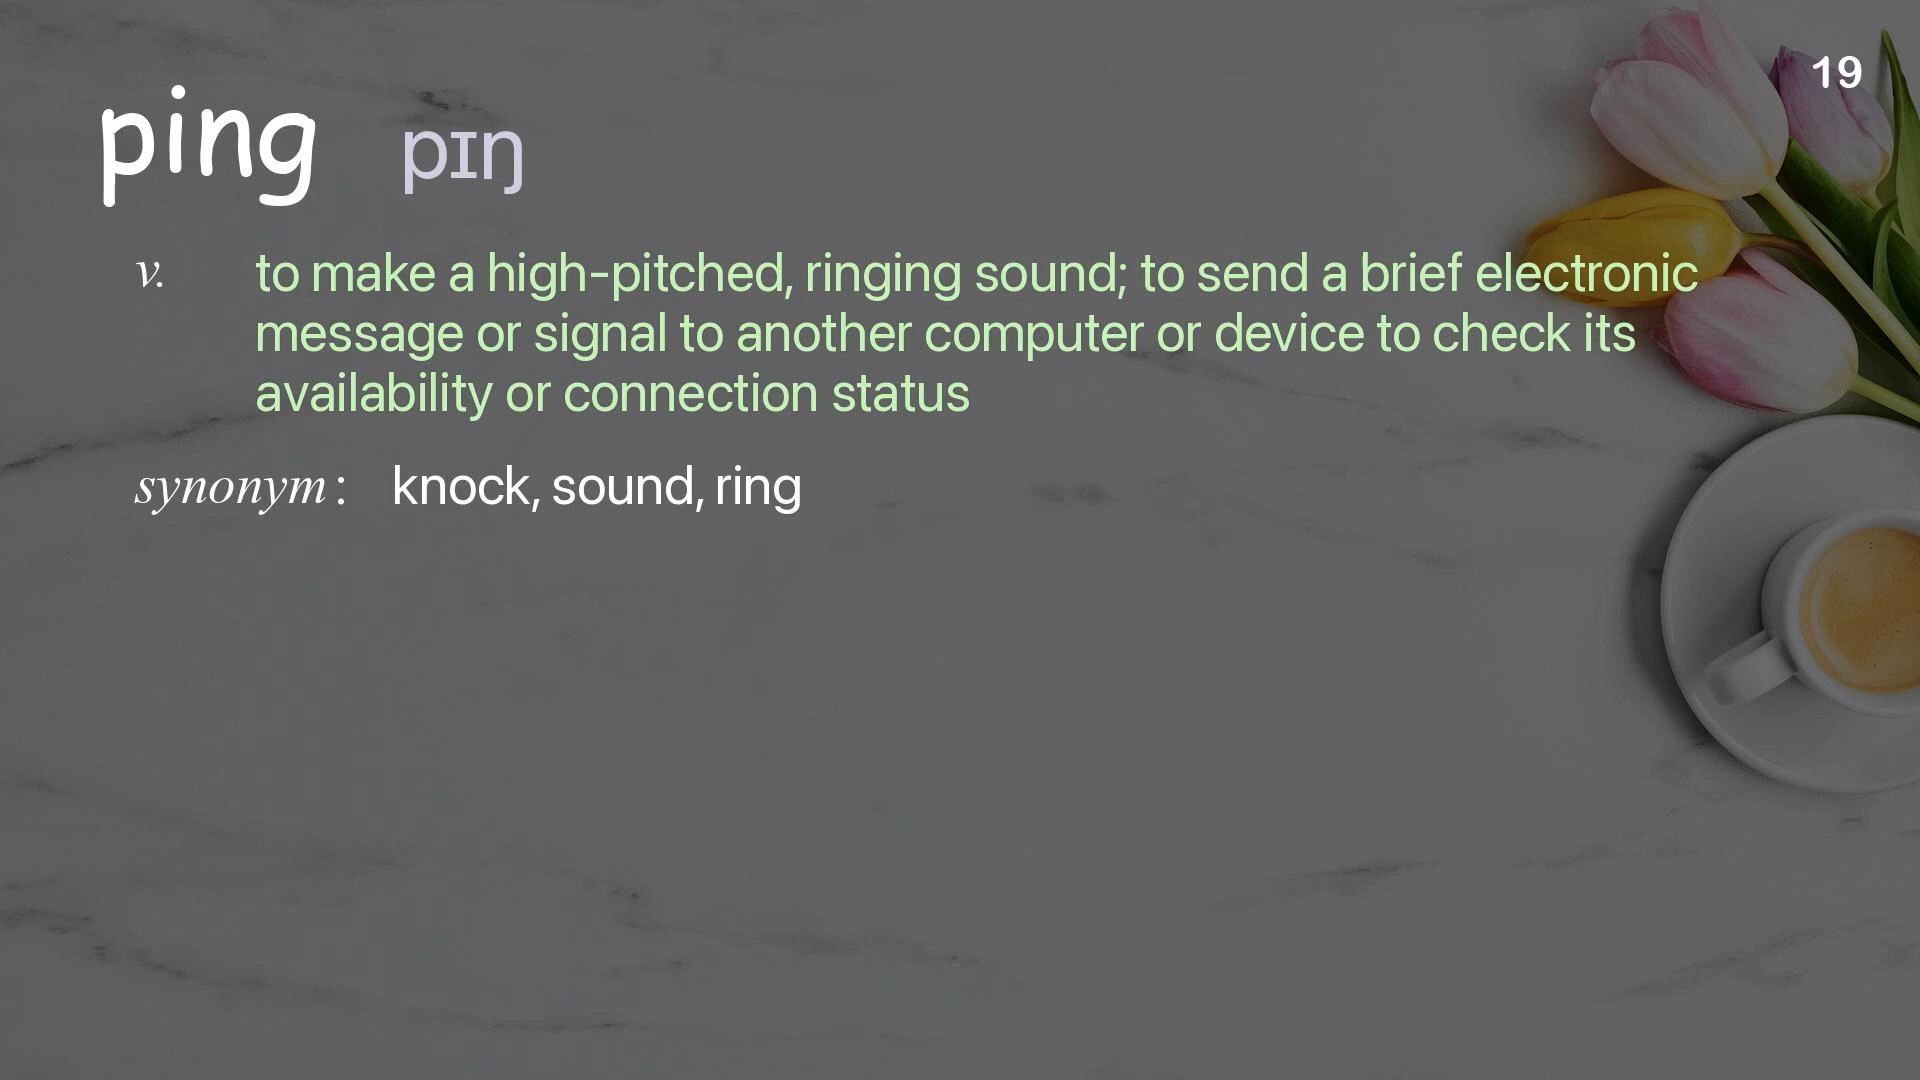 19
ping pɪŋ
v. to make a high-pitched, ringing sound; to send a brief electronic
message or signal to another computer or device to check its
availability or connection status
synonym: knock, sound, ring